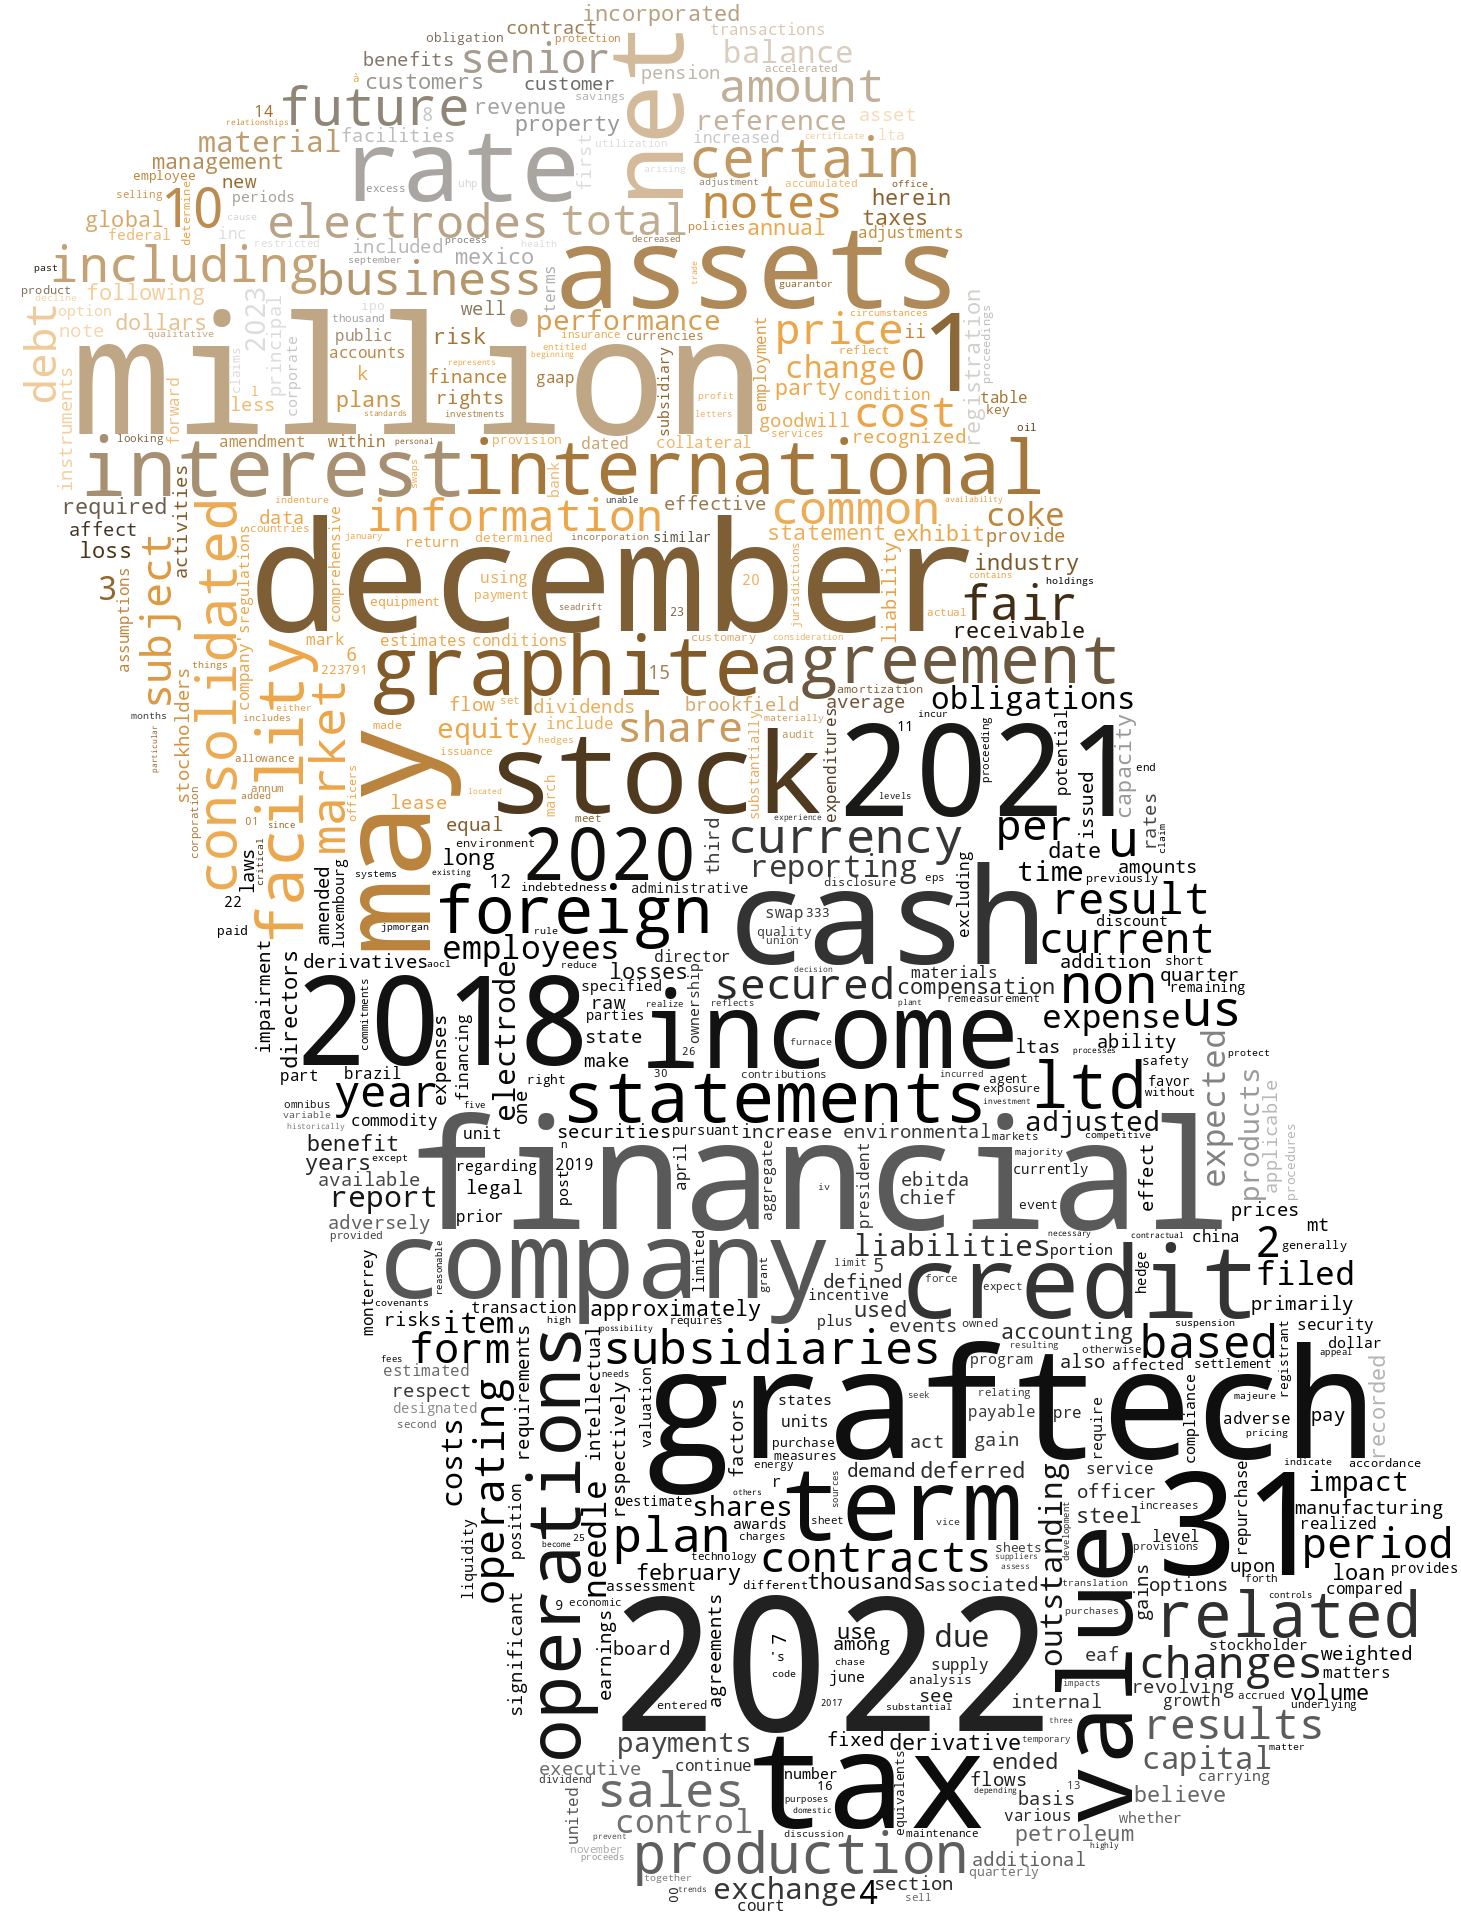 incorporated
contract
obligation
protection
transactions
net
senior
balance
benefits
pension
accelerated
à
customers
customer
amount
savings
future
revenue
14
8
relationships
property
reference
asset
material
facilities
rate
first
utilization
increased
certificate
lta
management
certain
arising
employee
new
excess
uhp
adjustment
accumulated
office
selling
10
determine
periods
notes
herein
global
cause
electrodes
total
taxes
federal
inc
restricted
included
process
health
decreased
policies
annual
adjustments
past
including
business
mexico
assets
trade
guarantor
product
following
decline
option
2023
principal
ipo
well
terms
debt
note
dollars
qualitative
thousand
public
risk
performance
circumstances
price
ii
1
registration
proceedings
million
claims
corporate
accounts
represents
insurance
currencies
entitled
beginning
subsidiary
employment
reflect
change
0
k
finance
gaap
l
less
plans
rights
standards
investments
profit
letters
party
condition
table
key
instruments
forward
goodwill
cost
services
recognized
oil
looking
amendment
within
personal
provision
dated
collateral
interest
international
swaps
bank
required
activities
indenture
unable
effective
availability
affect
consolidated
data
countries
information
common
coke
january
return
determined
incorporation
similar
statement
exhibit
provide
loss
subject
regulations
comprehensive
december
using
20
jurisdictions
liability
industry
contains
3
assumptions
equipment
payment
seadrift
23
actual
fair
holdings
company's
mark
estimates
conditions
customary
consideration
receivable
6
223791
graphite
15
agreement
things
either
facility
market
stockholders
months
particular
flow
set
dividends
brookfield
amortization
average
obligations
includes
made
may
equity
include
share
substantially
materially
expenditures
11
incur
proceeding
potential
capacity
allowance
issuance
hedges
audit
stock
2021
levels
end
annum
added
officers
located
march
corporation
01
since
lease
experience
per
issued
rates
claim
equal
meet
environment
2020
third
currency
u
laws
critical
systems
long
existing
12
indebtedness
administrative
reporting
disclosure
eps
excluding
time
date
amounts
previously
22
amended
luxembourg
jpmorgan
foreign
cash
swap
333
result
paid
rule
quality
union
discount
employees
director
current
impairment
directors
derivatives
aocl
reduce
losses
decision
materials
addition
short
commitments
2018
electrode
specified
raw
realize
ownership
secured
compensation
non
quarter
remaining
parties
reflects
plant
remeasurement
expense
us
expenses
financing
state
income
furnace
ability
part
brazil
make
26
ltas
processes
safety
protect
right
30
contributions
incurred
agent
exposure
favor
without
omnibus
year
five
one
statements
investment
ltd
expected
products
applicable
procedures
variable
historically
commodity
unit
n
securities
pursuant
increase
environmental
markets
adjusted
competitive
benefit
years
except
regarding
post
2019
financial
april
aggregate
president
ebitda
chief
majority
currently
effect
available
legal
iv
event
report
prior
prices
adversely
provided
company
limited
grant
liabilities
necessary
portion
contractual
china
2
mt
generally
monterrey
reasonable
limit
5
defined
force
expect
credit
hedge
filed
covenants
transaction
approximately
incentive
used
primarily
risks
item
high
requires
plus
events
owned
suspension
security
form
possibility
subsidiaries
accounting
based
dollar
fees
operations
resulting
otherwise
registrant
appeal
estimated
requirements
intellectual
needs
program
also
affected
settlement
respect
operating
valuation
states
seek
relating
graftech
majeure
recorded
designated
respectively
units
payable
pre
require
compliance
adverse
pay
second
factors
purchase
act
gain
pricing
costs
measures
energy
demand
deferred
service
indicate
accordance
needle
r
sources
term
outstanding
officer
31
repurchase
impact
estimate
shares
others
position
liquidity
plan
awards
sheet
vice
steel
increases
manufacturing
become
25
charges
development
level
realized
technology
contracts
sheets
suppliers
assess
provisions
period
february
upon
assessment
different
thousands
associated
translation
options
forth
loan
provides
9
economic
2022
value
gains
compared
controls
significant
earnings
board
agreements
7
's
code
use
due
purchases
related
among
chase
june
supply
analysis
eaf
stockholder
changes
weighted
matters
entered
2017
see
substantial
internal
impacts
revolving
growth
accrued
volume
underlying
three
payments
fixed
derivative
temporary
results
executive
continue
tax
ended
capital
matter
dividend
number
16
flows
depending
13
carrying
sales
purposes
domestic
equivalents
basis
believe
united
control
various
whether
prevent
discussion
maintenance
petroleum
highly
november
proceeds
production
additional
quarterly
together
trends
00
exchange
4
section
sell
court